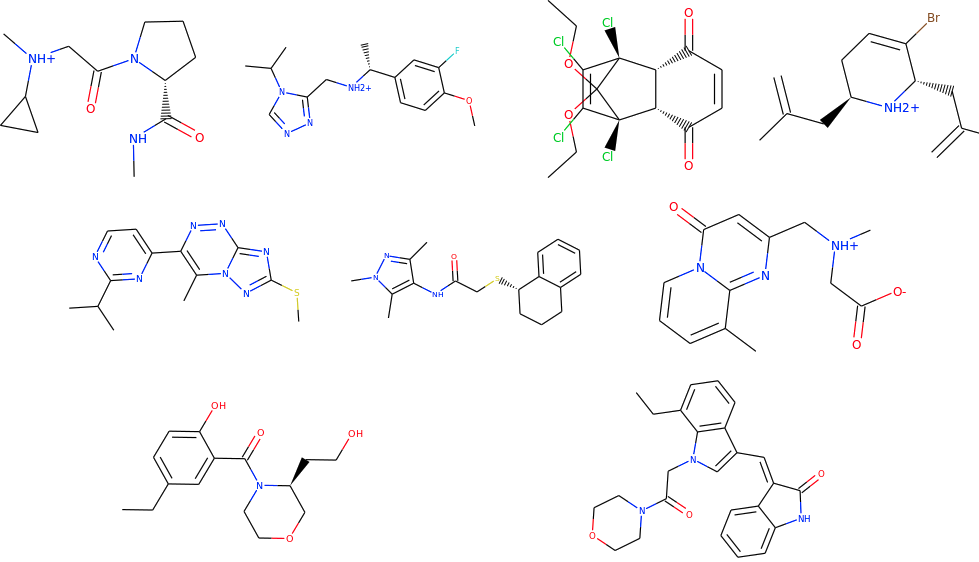 NH+ O N NH O
N N N NH2+ F O
Cl Cl O O Cl Cl O O
Br NH2+
N N N N N N N S
N N NH O S
O N N NH+ O O-
OH O N O OH
N O N O O NH